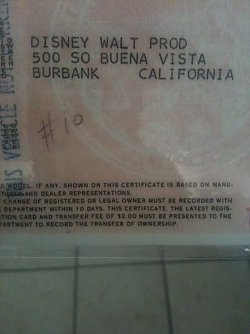 DISNEY WALT PROD
500 SO BUENA VISTA
BURBANK CALIFORNIA
#10
MODEL, IF ANY, SHOWN ON THIS CERTIFICATE IS BASED ON MANU-
AND DEALER REPRESENTATIONS.
CHANGE OF REGISTERED OR LEGAL OWNER MUST BE RECORDED WITH
DEPARTMENT WITHIN 10 DAYS. THIS CERTIFICATE, THE LATEST REGIS-
TION CARD AND TRANSFER FEE OF $2.00 MUST BE PRESENTED TO THE
PARTMENT TO RECORD THE TRANSFER OF OWNERSHIP.